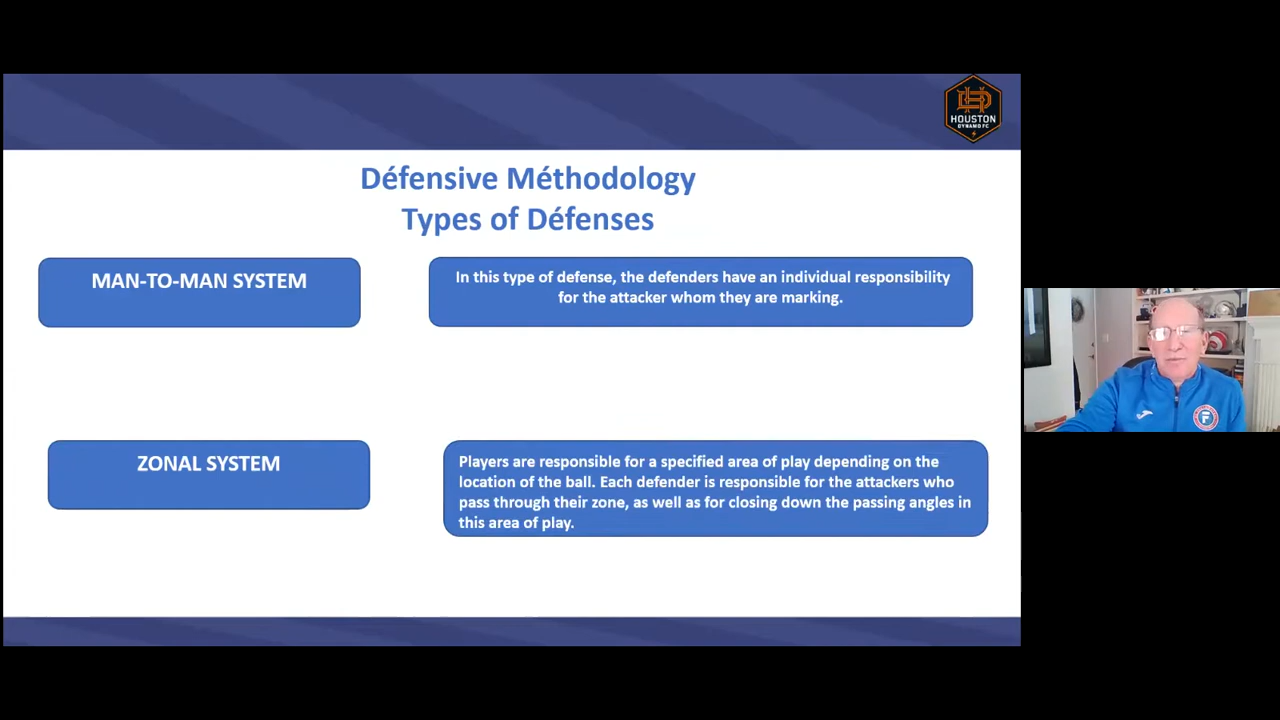 HOUSTON
DYNAMO FC
Défensive Méthodology
Types of Défenses
MAN-TO-MAN SYSTEM
In this type of defense, the defenders have an individual responsibility
for the attacker whom they are marking.
ZONAL SYSTEM
Players are responsible for a specified area of play depending on the
location of the ball. Each defender is responsible for the attackers who
pass through their zone, as well as for closing down the passing angles in
this area of play.